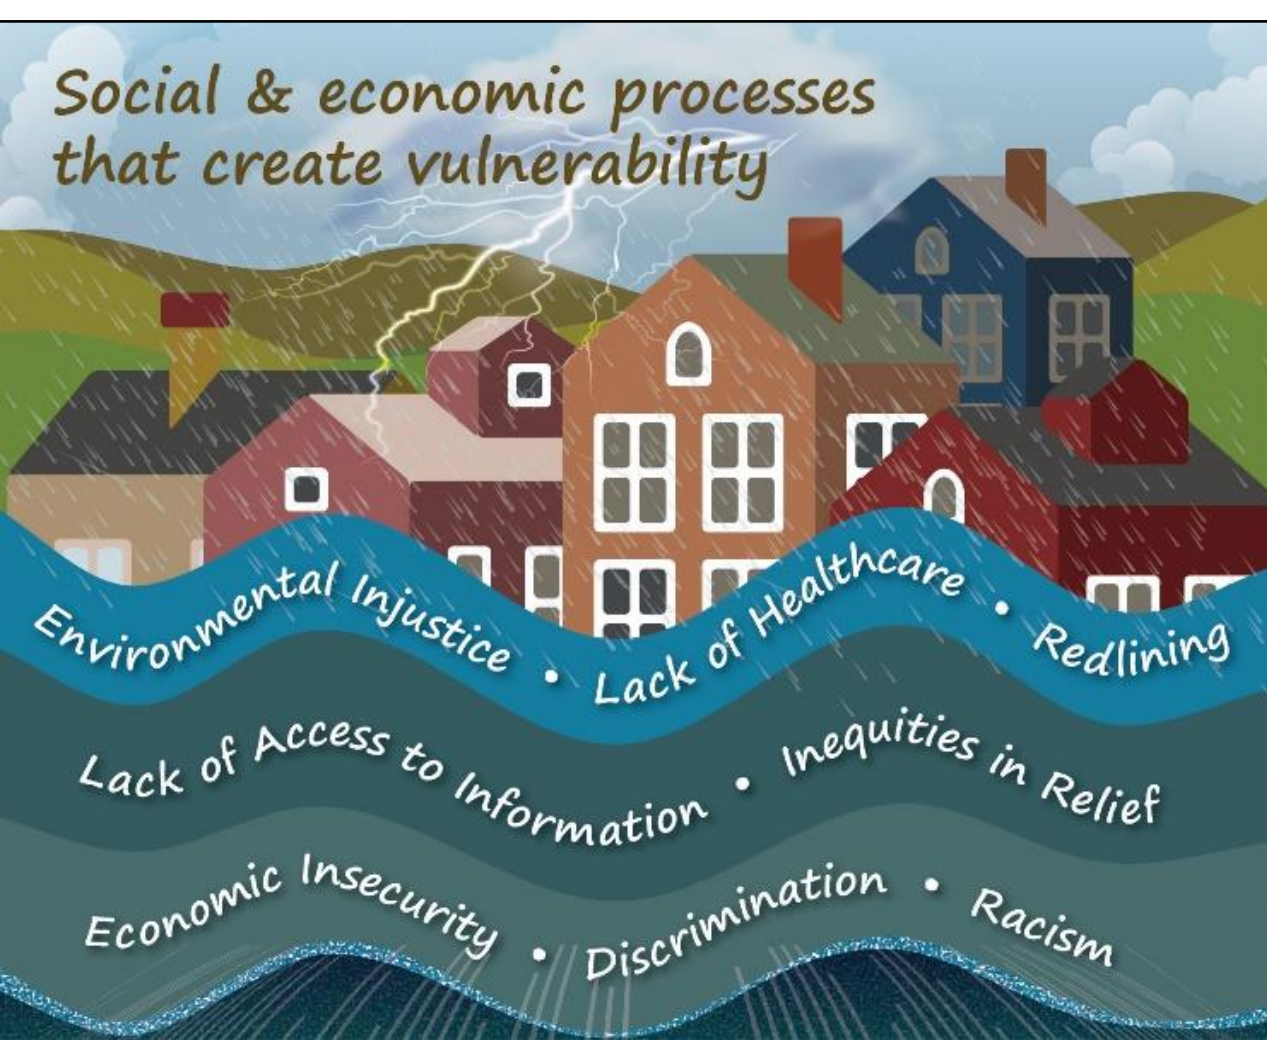 Social & economic processes
that create vulnerability
Environmental Injustice • Lack of Healthcare • Redlining
Lack of Access to Information • Inequities in Relief
Economic Insecurity • Discrimination • Racism